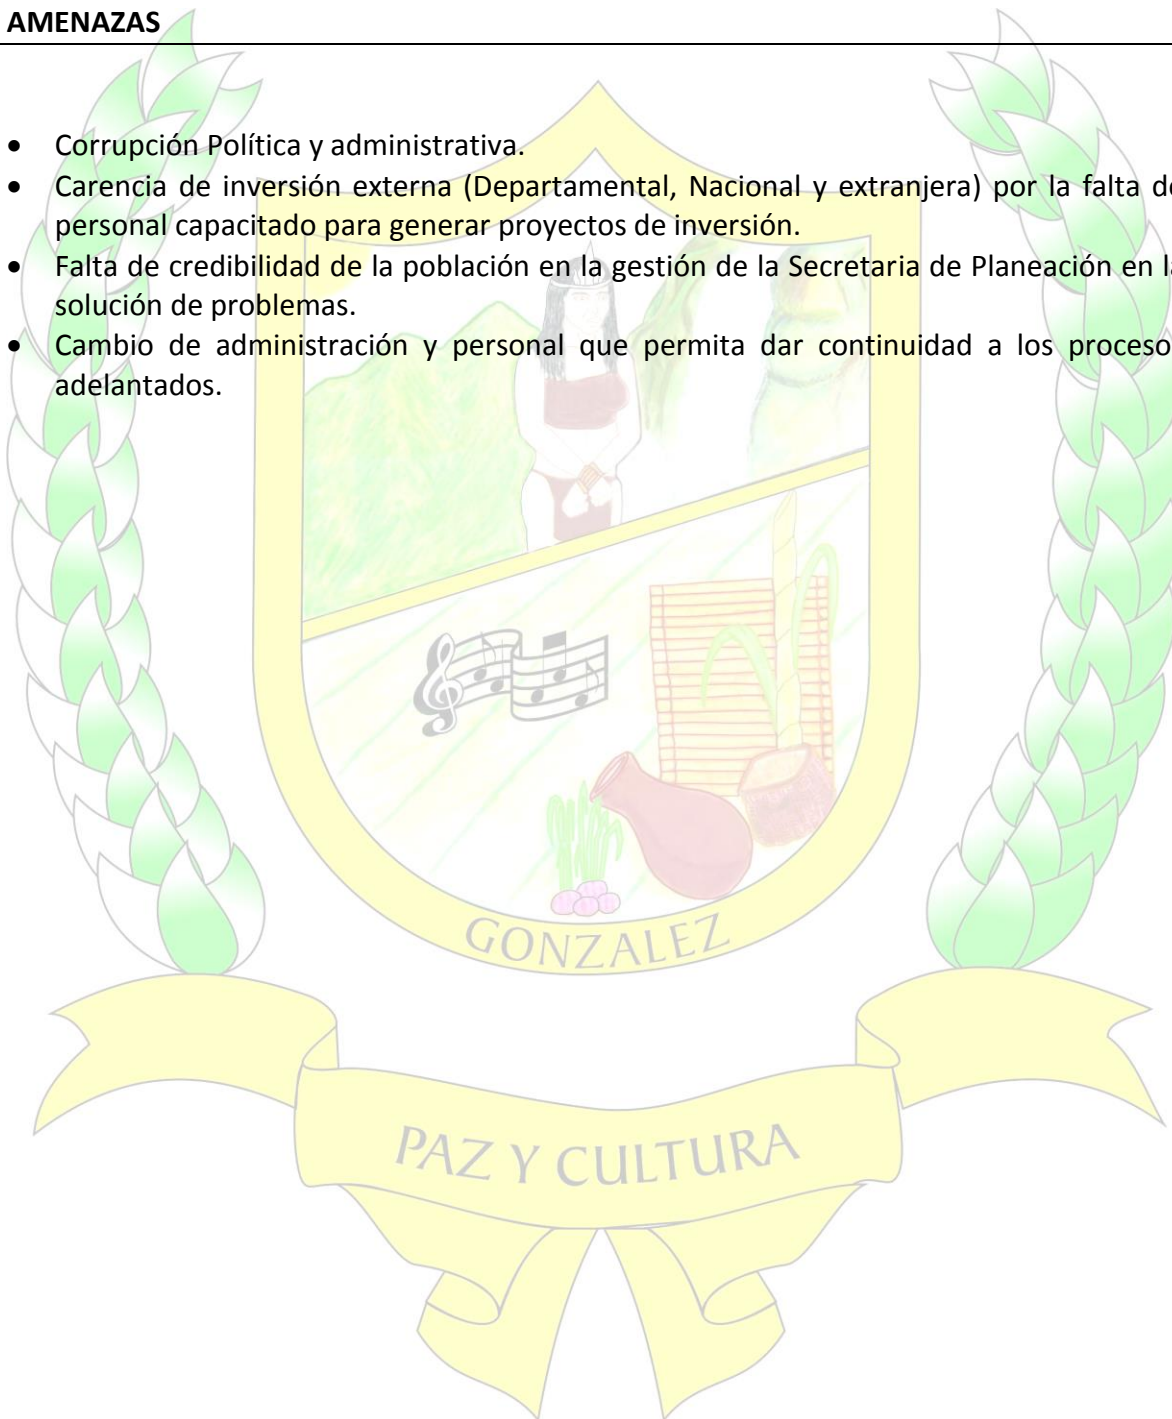 AMENAZAS
• Corrupción Política y administrativa.
• Carencia de inversión externa (Departamental, Nacional y extranjera) por la falta de
personal capacitado para generar proyectos de inversión.
• Falta de credibilidad de la población en la gestión de la Secretaria de Planeación en la
solución de problemas.
• Cambio de administración y personal que permita dar continuidad a los proceso
adelantados.
GONZALEZ
PAZ Y CULTURA